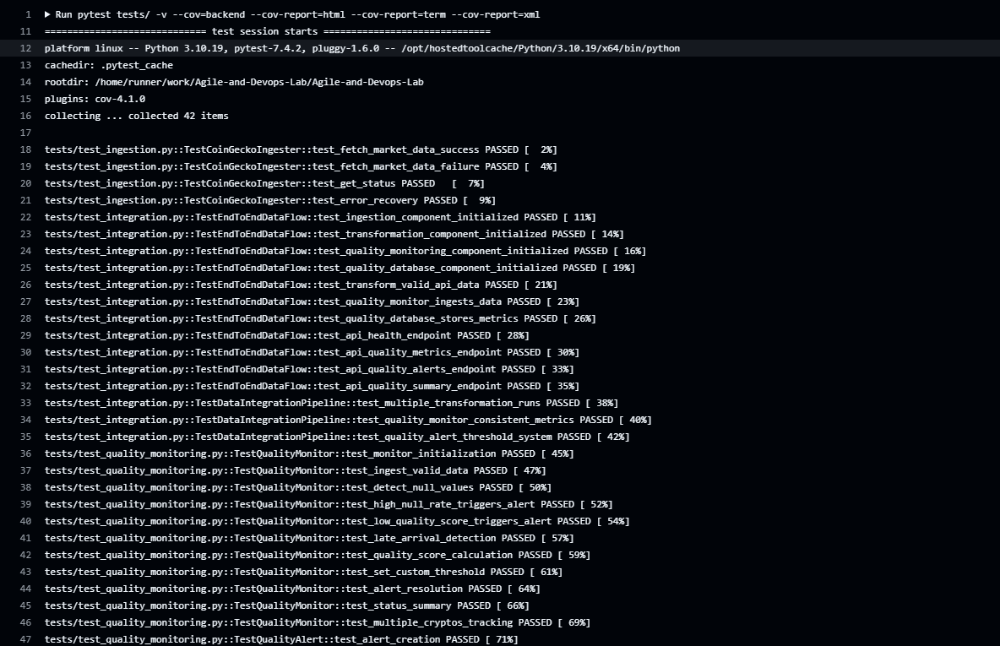 1 ▶ Run pytest tests/ -v --cov=backend --cov-report=html --cov-report=term --cov-report=xml
11 ============================= test session starts ==============================
12 platform linux -- Python 3.10.19, pytest-7.4.2, pluggy-1.6.0 -- /opt/hostedtoolcache/Python/3.10.19/x64/bin/python
13 cachedir: .pytest_cache
14 rootdir: /home/runner/work/Agile-and-Devops-Lab/Agile-and-Devops-Lab
15 plugins: cov-4.1.0
16 collecting ... collected 42 items
17
18 tests/test_ingestion.py::TestCoinGeckoIngester::test_fetch_market_data_success PASSED [  2%]
19 tests/test_ingestion.py::TestCoinGeckoIngester::test_fetch_market_data_failure PASSED [  4%]
20 tests/test_ingestion.py::TestCoinGeckoIngester::test_get_status PASSED   [  7%]
21 tests/test_ingestion.py::TestCoinGeckoIngester::test_error_recovery PASSED [  9%]
22 tests/test_integration.py::TestEndToEndDataFlow::test_ingestion_component_initialized PASSED [ 11%]
23 tests/test_integration.py::TestEndToEndDataFlow::test_transformation_component_initialized PASSED [ 14%]
24 tests/test_integration.py::TestEndToEndDataFlow::test_quality_monitoring_component_initialized PASSED [ 16%]
25 tests/test_integration.py::TestEndToEndDataFlow::test_quality_database_component_initialized PASSED [ 19%]
26 tests/test_integration.py::TestEndToEndDataFlow::test_transform_valid_api_data PASSED [ 21%]
27 tests/test_integration.py::TestEndToEndDataFlow::test_quality_monitor_ingests_data PASSED [ 23%]
28 tests/test_integration.py::TestEndToEndDataFlow::test_quality_database_stores_metrics PASSED [ 26%]
29 tests/test_integration.py::TestEndToEndDataFlow::test_api_health_endpoint PASSED [ 28%]
30 tests/test_integration.py::TestEndToEndDataFlow::test_api_quality_metrics_endpoint PASSED [ 30%]
31 tests/test_integration.py::TestEndToEndDataFlow::test_api_quality_alerts_endpoint PASSED [ 33%]
32 tests/test_integration.py::TestEndToEndDataFlow::test_api_quality_summary_endpoint PASSED [ 35%]
33 tests/test_integration.py::TestDataIntegrationPipeline::test_multiple_transformation_runs PASSED [ 38%]
34 tests/test_integration.py::TestDataIntegrationPipeline::test_quality_monitor_consistent_metrics PASSED [ 40%]
35 tests/test_integration.py::TestDataIntegrationPipeline::test_quality_alert_threshold_system PASSED [ 42%]
36 tests/test_quality_monitoring.py::TestQualityMonitor::test_monitor_initialization PASSED [ 45%]
37 tests/test_quality_monitoring.py::TestQualityMonitor::test_ingest_valid_data PASSED [ 47%]
38 tests/test_quality_monitoring.py::TestQualityMonitor::test_detect_null_values PASSED [ 50%]
39 tests/test_quality_monitoring.py::TestQualityMonitor::test_high_null_rate_triggers_alert PASSED [ 52%]
40 tests/test_quality_monitoring.py::TestQualityMonitor::test_low_quality_score_triggers_alert PASSED [ 54%]
41 tests/test_quality_monitoring.py::TestQualityMonitor::test_late_arrival_detection PASSED [ 57%]
42 tests/test_quality_monitoring.py::TestQualityMonitor::test_quality_score_calculation PASSED [ 59%]
43 tests/test_quality_monitoring.py::TestQualityMonitor::test_set_custom_threshold PASSED [ 61%]
44 tests/test_quality_monitoring.py::TestQualityMonitor::test_alert_resolution PASSED [ 64%]
45 tests/test_quality_monitoring.py::TestQualityMonitor::test_status_summary PASSED [ 66%]
46 tests/test_quality_monitoring.py::TestQualityMonitor::test_multiple_cryptos_tracking PASSED [ 69%]
47 tests/test_quality_monitoring.py::TestQualityAlert::test_alert_creation PASSED [ 71%]